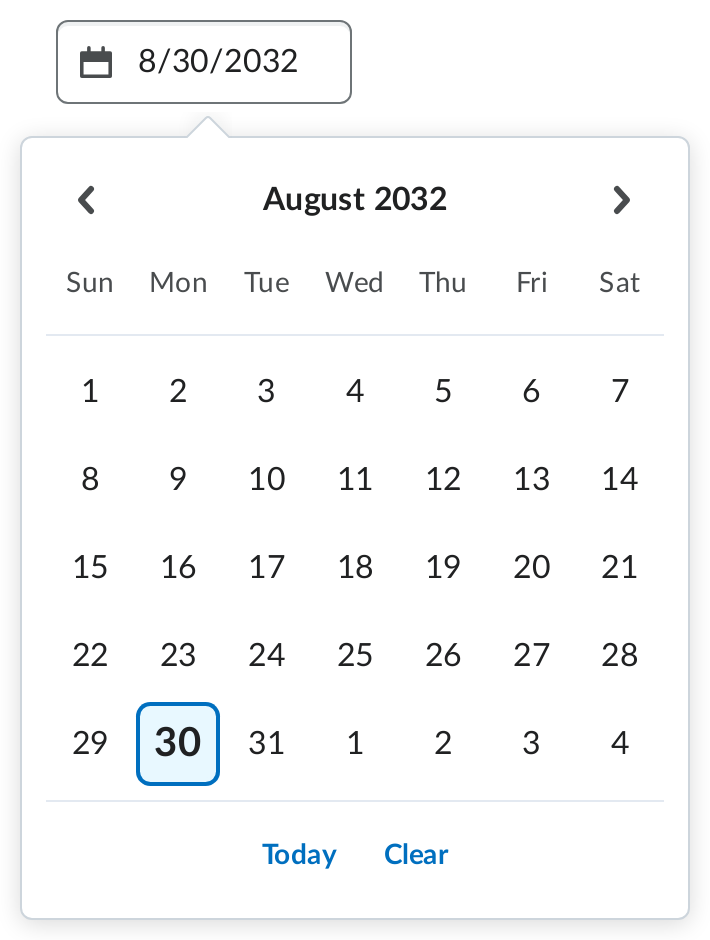 8/30/2032
August 2032
Sun Mon Tue Wed Thu Fri Sat
1 2 3 4 5 6 7
8 9 10 11 12 13 14
15 16 17 18 19 20 21
22 23 24 25 26 27 28
29 30 31 1 2 3 4
Today Clear